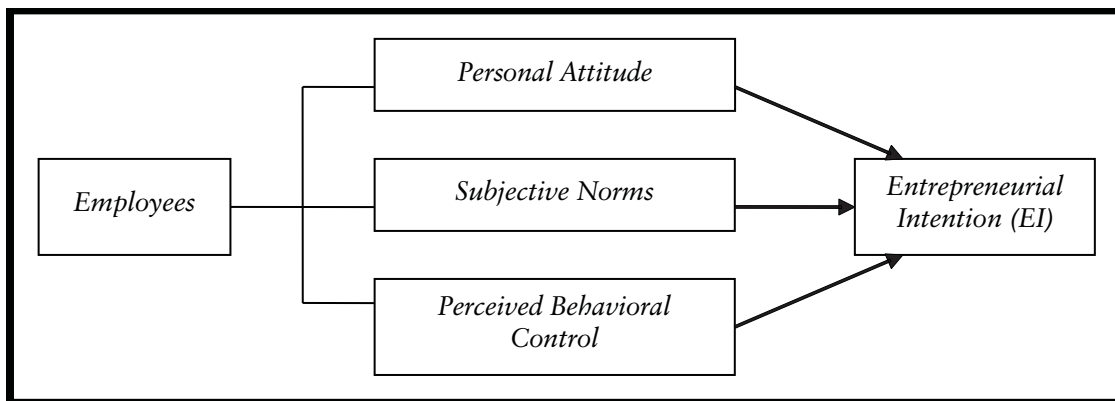 Personal Attitude
Employees
Subjective Norms
Entrepreneurial
Intention (EI)
Perceived Behavioral
Control